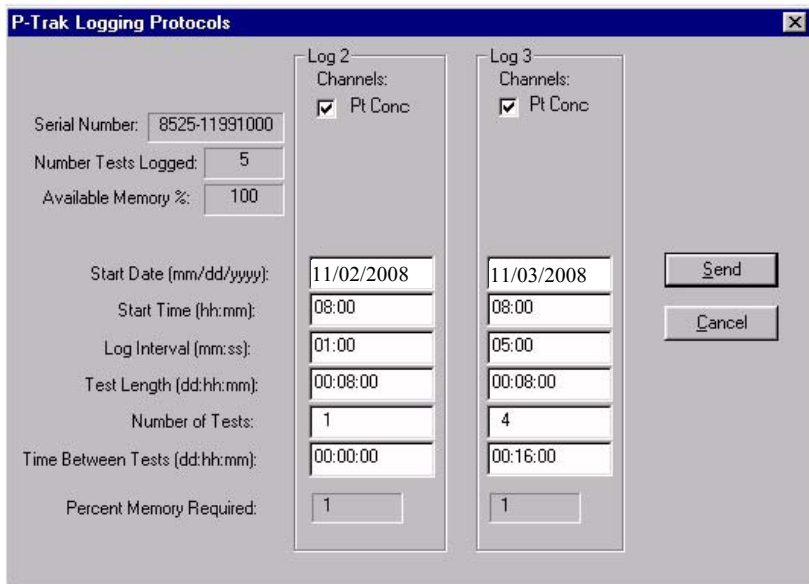 P-Trak Logging Protocols
Log 2
Log 3
Channels:
Channels:
Pt Conc
Pt Conc
Serial Number: 8525-11991000
Number Tests Logged: 5
Available Memory %: 100
Start Date (mm/dd/yyyy): 11/02/2008 11/03/2008
Send
Start Time (hh:mm): 08:00 08:00
Cancel
Log Interval (mm:ss): 01:00 05:00
Test Length (dd:hh:mm): 00:08:00 00:08:00
Number of Tests: 1 4
Time Between Tests (dd:hh:mm): 00:00:00 00:16:00
Percent Memory Required: 1 1